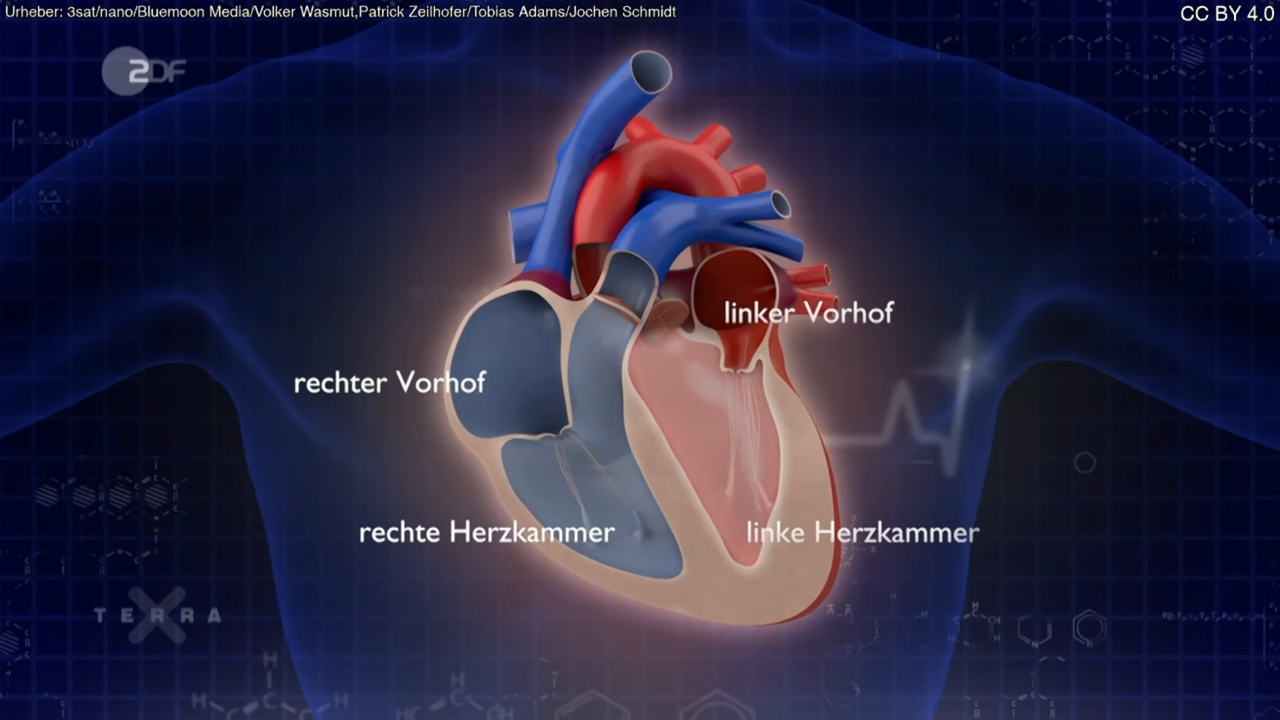 Urheber: 3sat/nano/Bluemoon Media/Volker Wasmut,Patrick Zeilhofer/Tobias Adams/Jochen Schmidt
CC BY 4.0
2DF
linker Vorhof
rechter Vorhof
rechte Herzkammer
linke Herzkammer
TERRA X